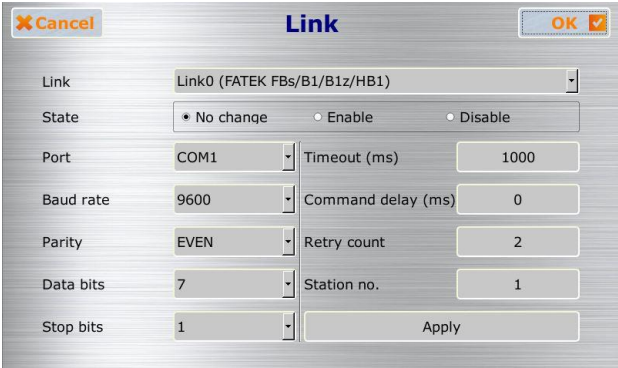 Cancel Link OK
Link Link0 (FATEK FBs/B1/B1z/HB1)
State No change Enable Disable
Port COM1 Timeout (ms) 1000
Baud rate 9600 Command delay (ms) 0
Parity EVEN Retry count 2
Data bits 7 Station no. 1
Stop bits 1 Apply